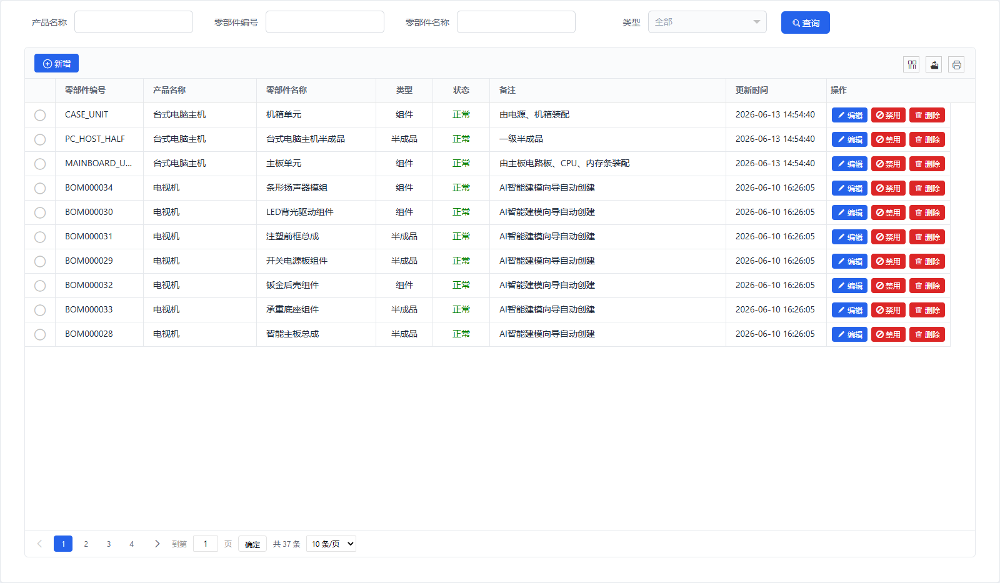 产品名称 零部件编号 零部件名称 类型 全部 查询
新增
零部件编号 产品名称 零部件名称 类型 状态 备注 更新时间 操作
CASE_UNIT 台式电脑主机 机箱单元 组件 正常 由电源、机箱装配 2026-06-13 14:54:40 编辑 禁用 删除
PC_HOST_HALF 台式电脑主机 台式电脑主机半成品 半成品 正常 一级半成品 2026-06-13 14:54:40 编辑 禁用 删除
MAINBOARD_U... 台式电脑主机 主板单元 组件 正常 由主板电路板、CPU、内存条装配 2026-06-13 14:54:40 编辑 禁用 删除
BOM000034 电视机 条形扬声器模组 组件 正常 AI智能建模向导自动创建 2026-06-10 16:26:05 编辑 禁用 删除
BOM000030 电视机 LED背光驱动组件 组件 正常 AI智能建模向导自动创建 2026-06-10 16:26:05 编辑 禁用 删除
BOM000031 电视机 注塑前框总成 半成品 正常 AI智能建模向导自动创建 2026-06-10 16:26:05 编辑 禁用 删除
BOM000029 电视机 开关电源板组件 半成品 正常 AI智能建模向导自动创建 2026-06-10 16:26:05 编辑 禁用 删除
BOM000032 电视机 钣金后壳组件 组件 正常 AI智能建模向导自动创建 2026-06-10 16:26:05 编辑 禁用 删除
BOM000033 电视机 承重底座组件 半成品 正常 AI智能建模向导自动创建 2026-06-10 16:26:05 编辑 禁用 删除
BOM000028 电视机 智能主板总成 半成品 正常 AI智能建模向导自动创建 2026-06-10 16:26:05 编辑 禁用 删除
1 2 3 4 到第 1 页 确定 共 37 条 10 条/页